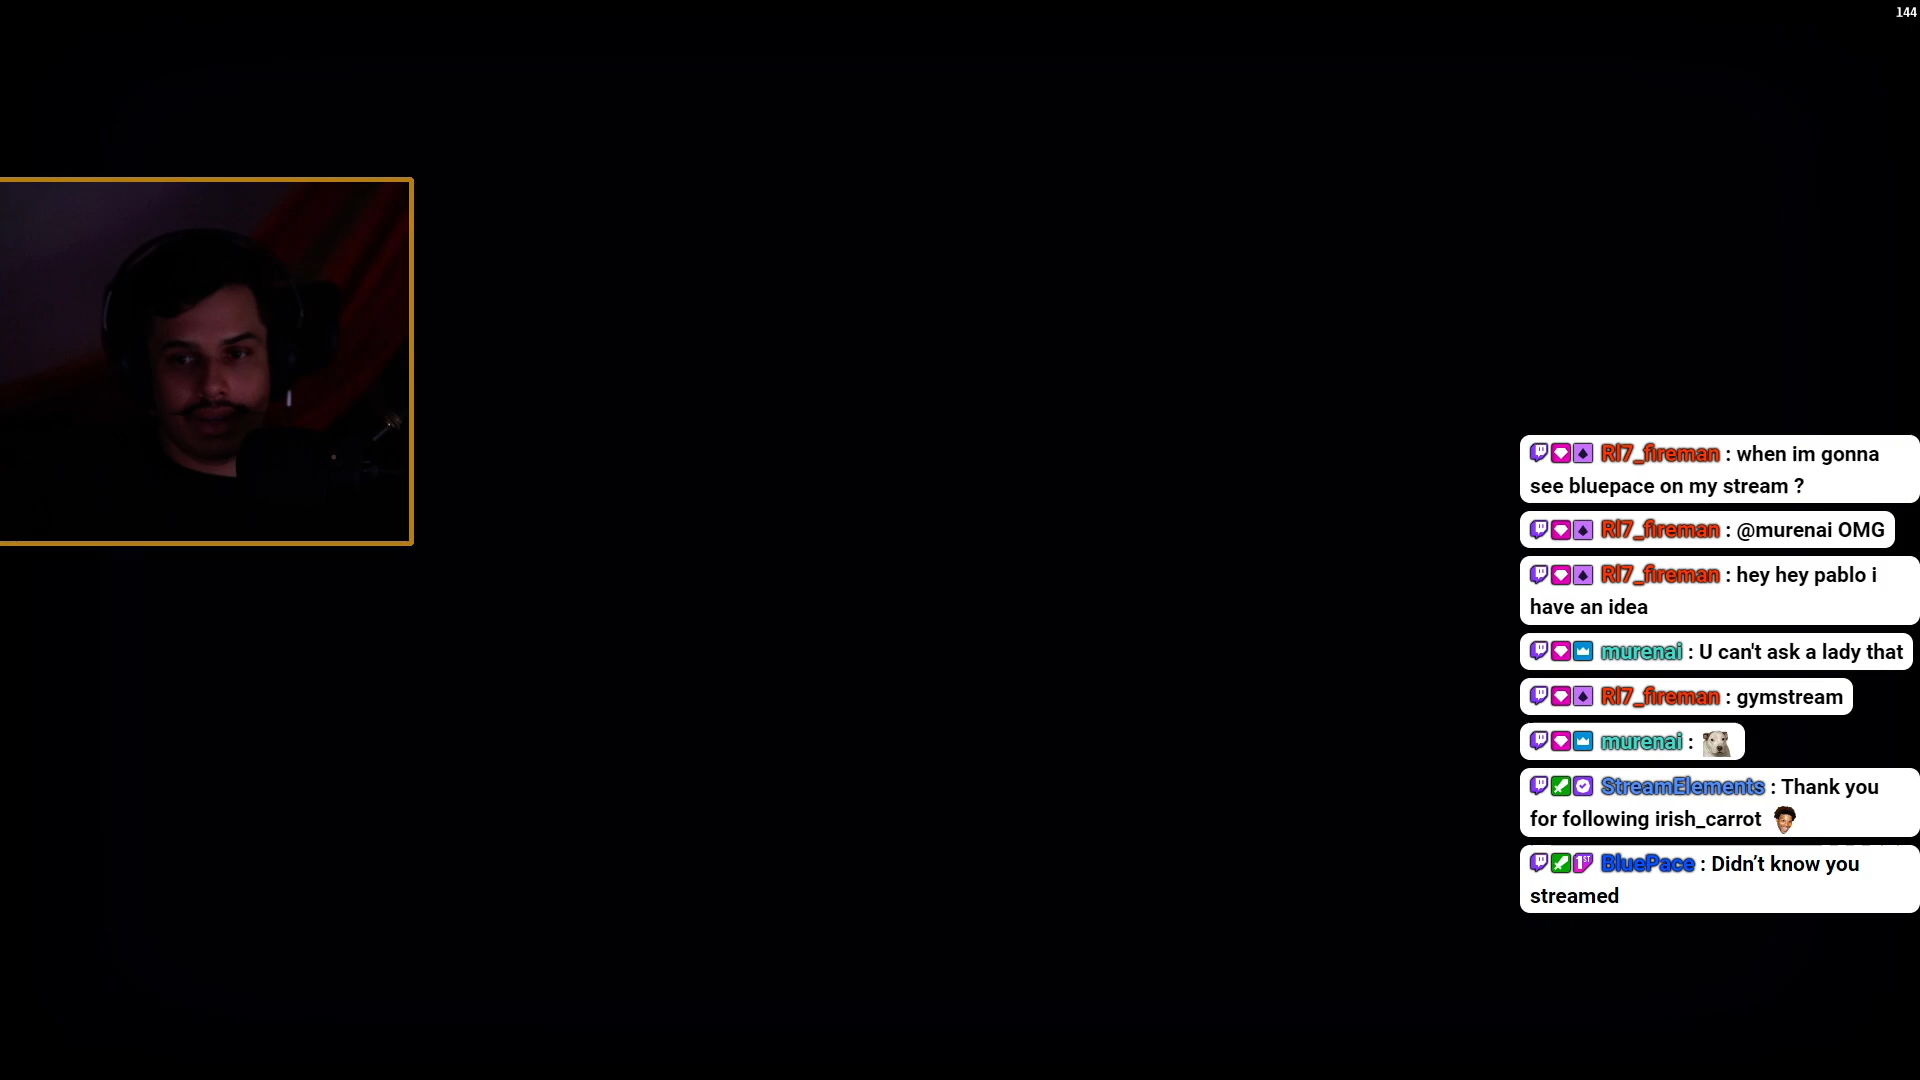 144
Rl7_fireman : when im gonna
see bluepace on my stream ?
Rl7_fireman : @murenai OMG
Rl7_fireman : hey hey pablo i
have an idea
murenai : U can't ask a lady that
Rl7_fireman : gymstream
murenai :
StreamElements : Thank you
for following irish_carrot
1ST BluePace : Didn’t know you
streamed